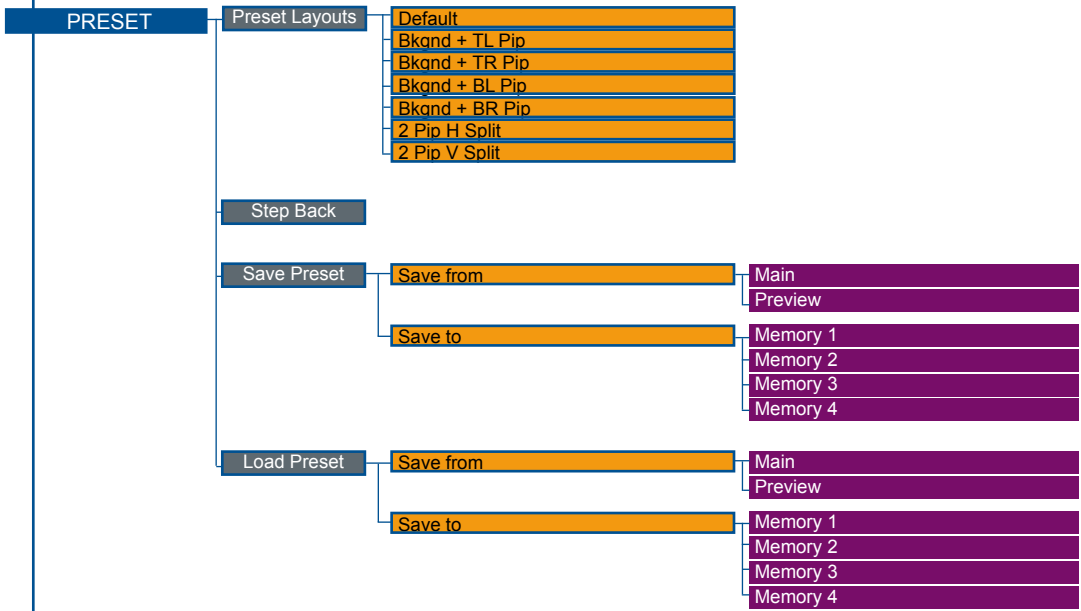 PRESET
Preset Layouts
Default
Bkgnd + TL Pip
Bkgnd + TR Pip
Bkgnd + BL Pip
Bkgnd + BR Pip
2 Pip H Split
2 Pip V Split
Step Back
Save Preset
Save from
Main
Preview
Save to
Memory 1
Memory 2
Memory 3
Memory 4
Load Preset
Save from
Main
Preview
Save to
Memory 1
Memory 2
Memory 3
Memory 4